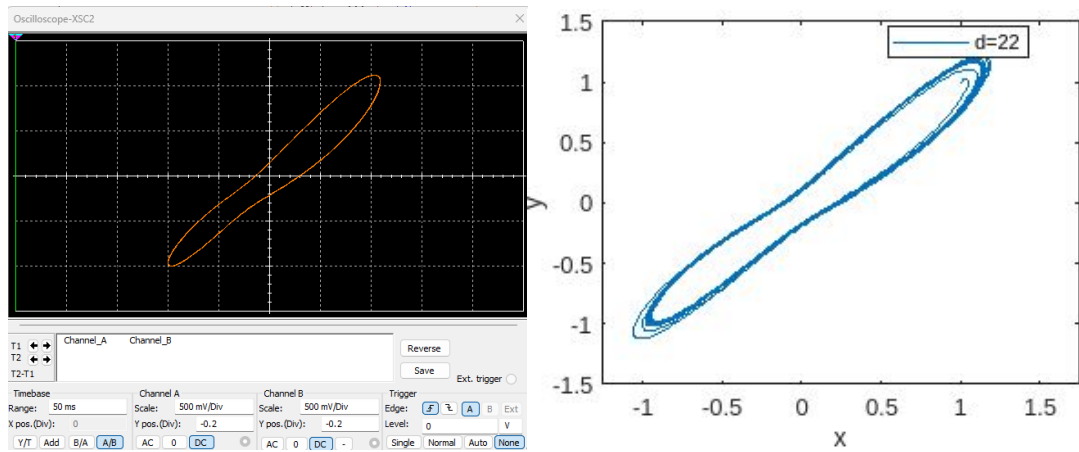 Oscilloscope-XSC2
T1
T2
T2-T1
Channel_A Channel_B
Reverse
Save
Ext. trigger
Timebase
Range: 50 ms
X pos.(Div): 0
Y/T Add B/A A/B
Channel A
Scale: 500 mV/Div
Y pos.(Div): -0.2
AC 0 DC
Channel B
Scale: 500 mV/Div
Y pos.(Div): -0.2
AC 0 DC -
Trigger
Edge: A B Ext
Level: 0 V
Single Normal Auto None
d=22
1.5
1
0.5
0
-0.5
-1
-1.5
y
-1 -0.5 0 0.5 1
x